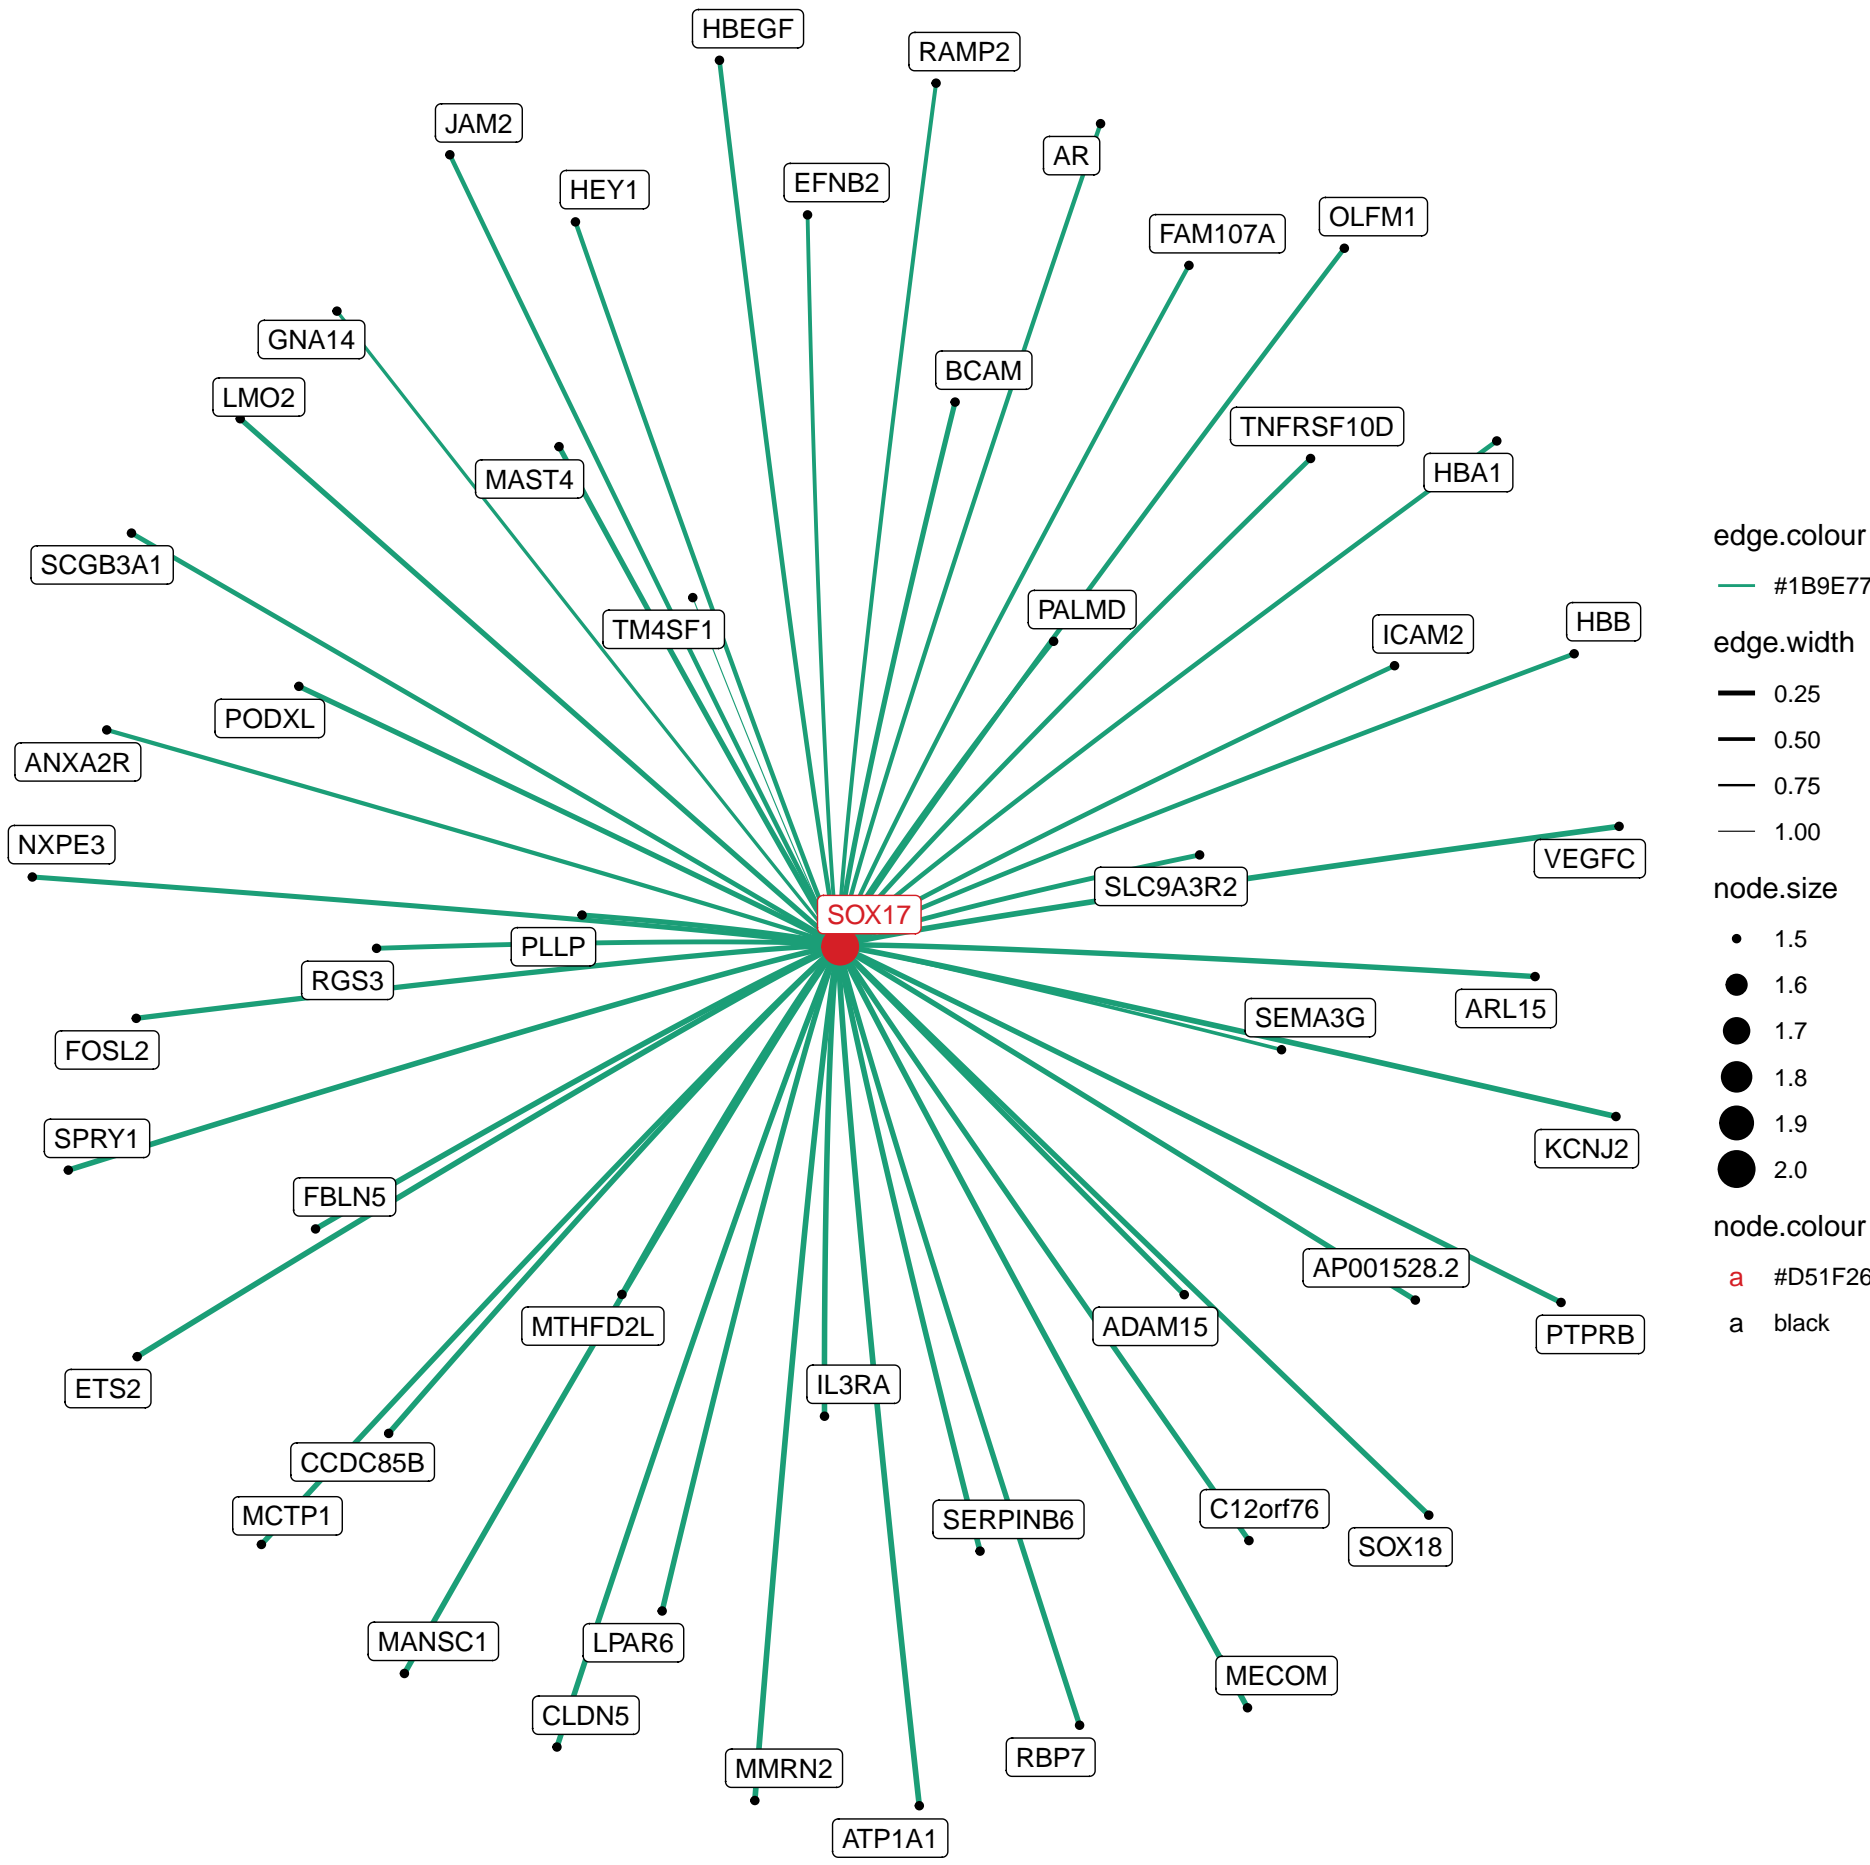 HBEGF
RAMP2
JAM2
AR
HEY1
EFNB2
OLFM1
FAM107A
GNA14
BCAM
LMO2
TNFRSF10D
HBA1
MAST4
SCGB3A1
PALMD
HBB
TM4SF1
ICAM2
PODXL
ANXA2R
NXPE3
VEGFC
SLC9A3R2
SOX17
PLLP
RGS3
ARL15
SEMA3G
FOSL2
SPRY1
KCNJ2
FBLN5
AP001528.2
MTHFD2L
ADAM15
PTPRB
ETS2
IL3RA
CCDC85B
C12orf76
MCTP1
SERPINB6
SOX18
MANSC1
LPAR6
MECOM
CLDN5
RBP7
MMRN2
ATP1A1
edge.colour
#1B9E77
edge.width
0.25
0.50
0.75
1.00
node.size
1.5
1.6
1.7
1.8
1.9
2.0
node.colour
a #D51F26
a black